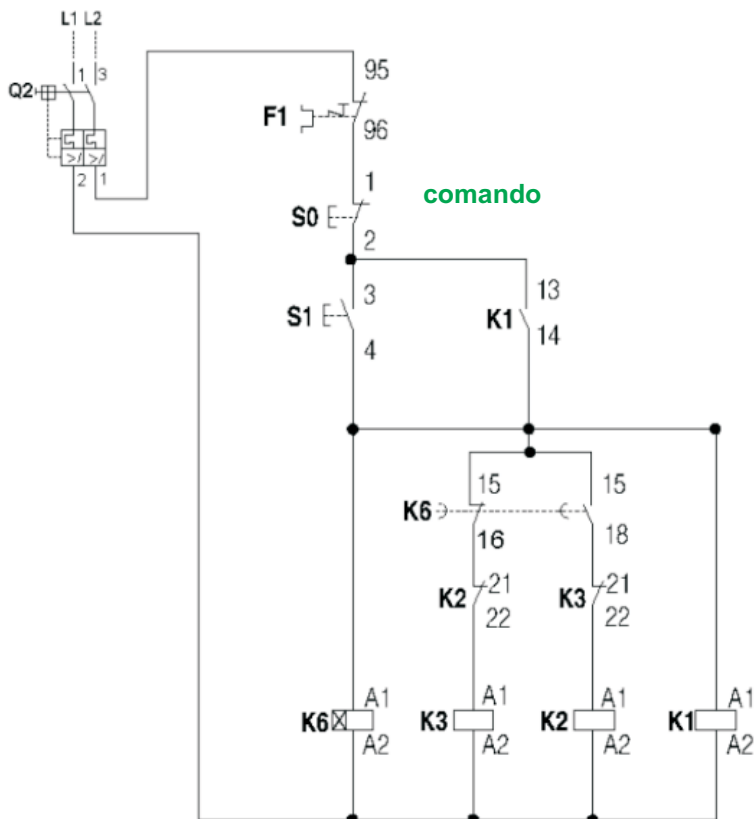 L1 L2
1 3
Q2
>/ >/
2 1
95
F1
96
1
comando
S0
2
3
S1
4
13
K1
14
15 15
K6
16 18
K2 21 K3 21
22 22
A1 A1 A1 A1
K6 K3 K2 K1
A2 A2 A2 A2